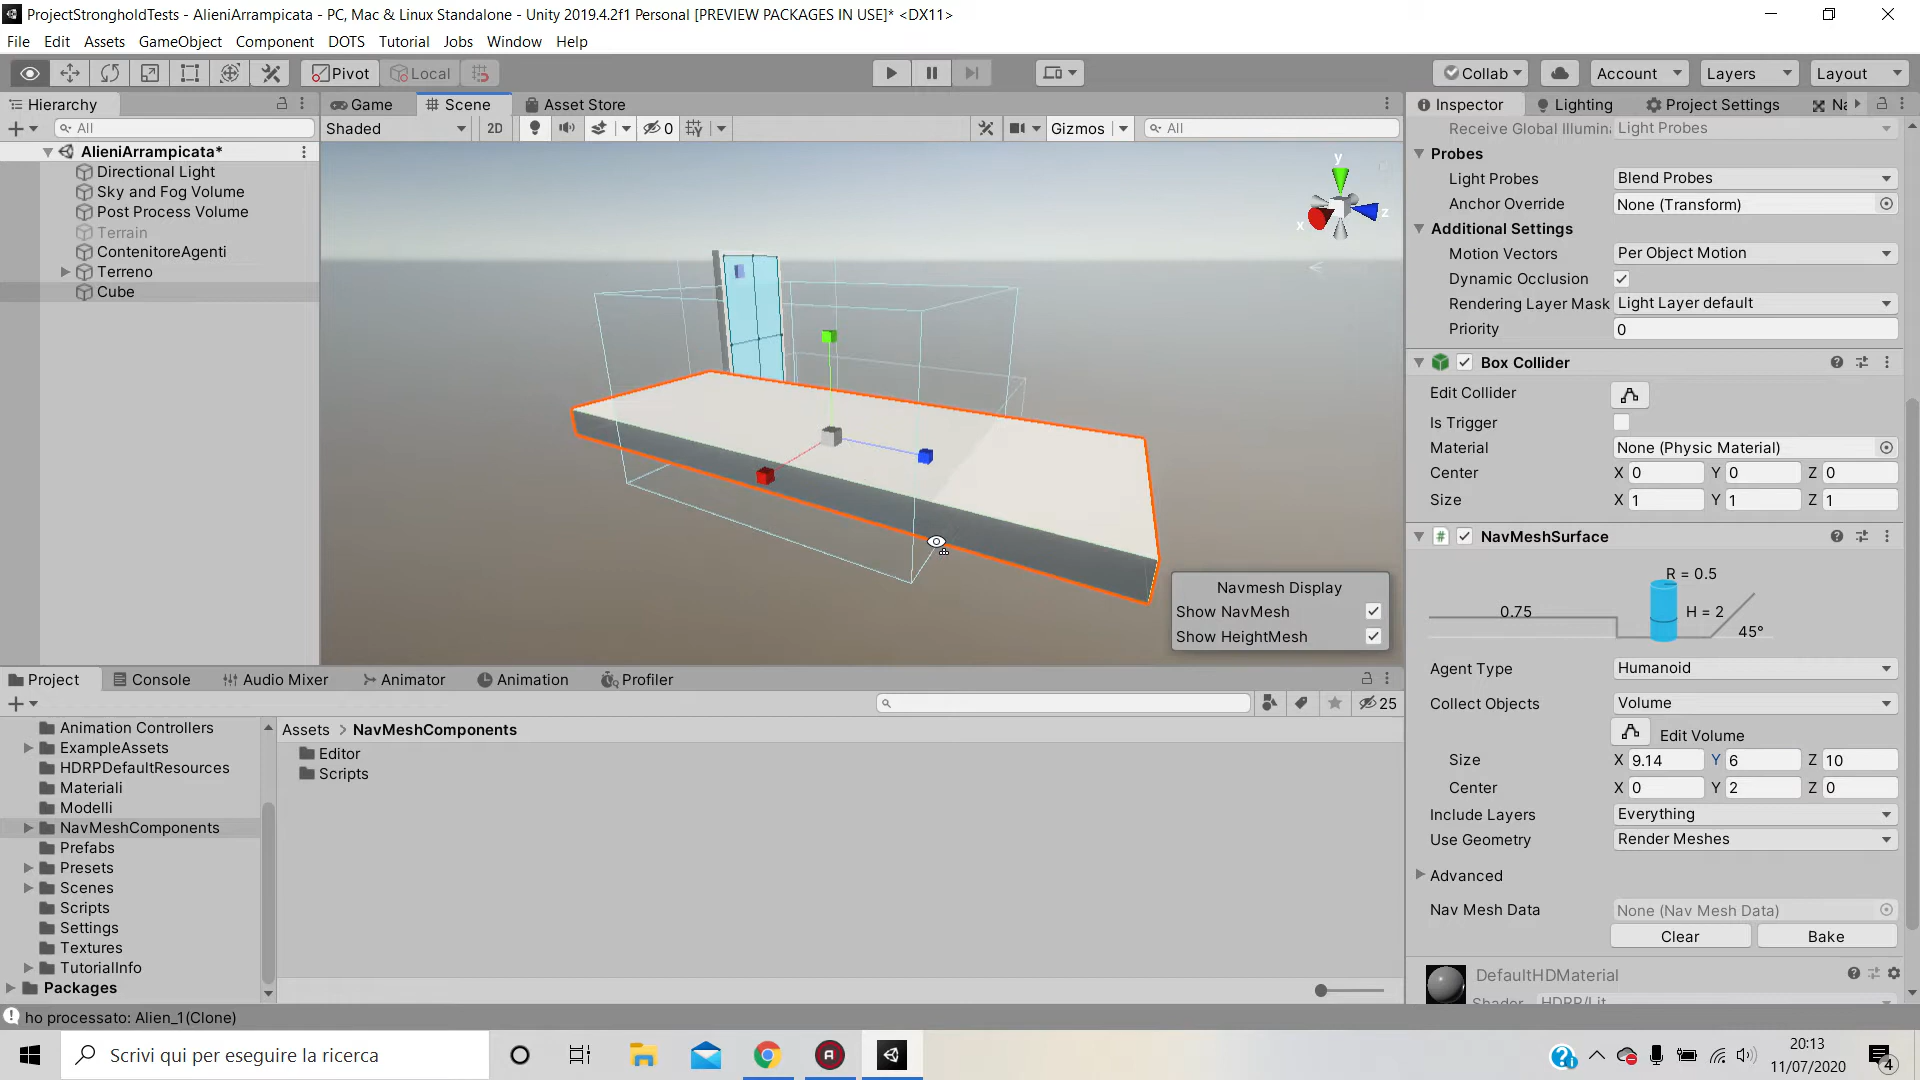 ProjectStrongholdTests - AlieniArrampicata - PC, Mac & Linux Standalone - Unity 2019.4.2f1 Personal [PREVIEW PACKAGES IN USE]* <DX11>
File Edit Assets GameObject Component DOTS Tutorial Jobs Window Help
Pivot Local Collab Account Layers Layout
Hierarchy
All
AlieniArrampicata*
Directional Light
Sky and Fog Volume
Post Process Volume
Terrain
ContenitoreAgenti
Terreno
Cube
Game Scene Asset Store
Shaded 2D 0 Gizmos All
y
x
z
Navmesh Display
Show NavMesh
Show HeightMesh
Inspector Lighting Project Settings Na
Receive Global Illumin Light Probes
Probes
Light Probes Blend Probes
Anchor Override None (Transform)
Additional Settings
Motion Vectors Per Object Motion
Dynamic Occlusion
Rendering Layer Mask Light Layer default
Priority 0
Box Collider
Edit Collider
Is Trigger
Material None (Physic Material)
Center X 0 Y 0 Z 0
Size X 1 Y 1 Z 1
NavMeshSurface
R = 0.5
0.75 H = 2
45°
Agent Type Humanoid
Collect Objects Volume
Edit Volume
Size X 9.14 Y 6 Z 10
Center X 0 Y 2 Z 0
Include Layers Everything
Use Geometry Render Meshes
Advanced
Nav Mesh Data None (Nav Mesh Data)
Clear Bake
DefaultHDMaterial
Shader HDRP/Lit
Project Console Audio Mixer Animator Animation Profiler
25
Animation Controllers
ExampleAssets
HDRPDefaultResources
Materiali
Modelli
NavMeshComponents
Prefabs
Presets
Scenes
Scripts
Settings
Textures
TutorialInfo
Packages
Assets > NavMeshComponents
Editor
Scripts
ho processato: Alien_1(Clone)
Scrivi qui per eseguire la ricerca
20:13
11/07/2020
4